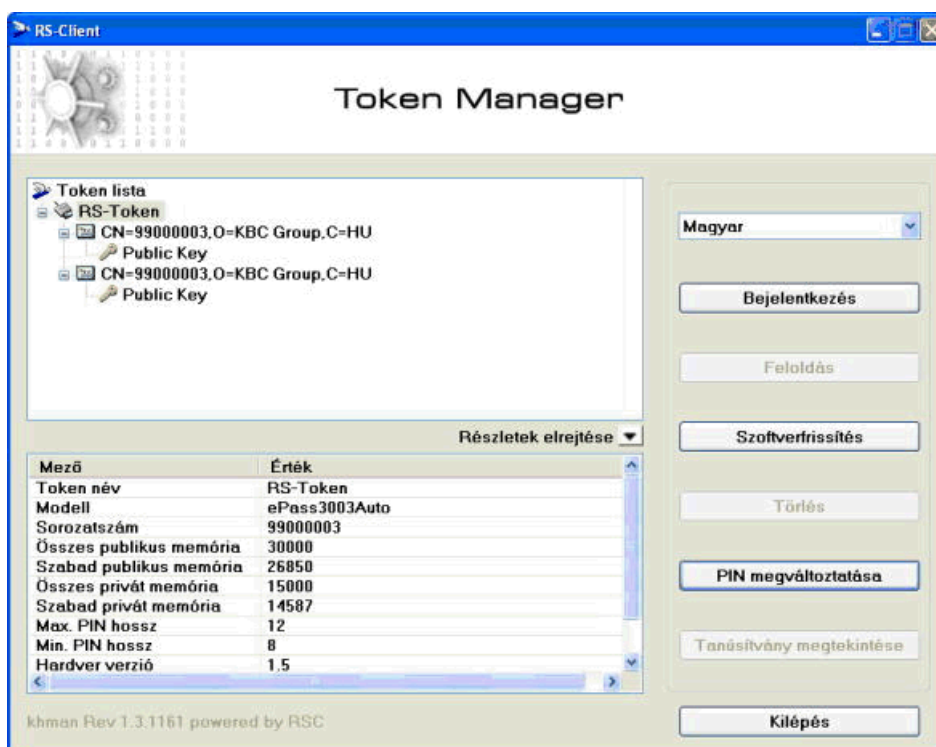 RS-Client
Token Manager
Token lista
RS-Token
CN=99000003,O=KBC Group,C=HU
Public Key
CN=99000003,O=KBC Group,C=HU
Public Key
Részletek elrejtése
Mező Érték
Token név RS-Token
Modell ePass3003Auto
Sorozatszám 99000003
Összes publikus memória 30000
Szabad publikus memória 26850
Összes privát memória 15000
Szabad privát memória 14587
Max. PIN hossz 12
Min. PIN hossz 8
Hardver verzió 1.5
khman Rev 1.3.1161 powered by RSC
Magyar
Bejelentkezés
Feloldás
Szoftverfrissítés
Törlés
PIN megváltoztatása
Tanúsítvány megtekintése
Kilépés